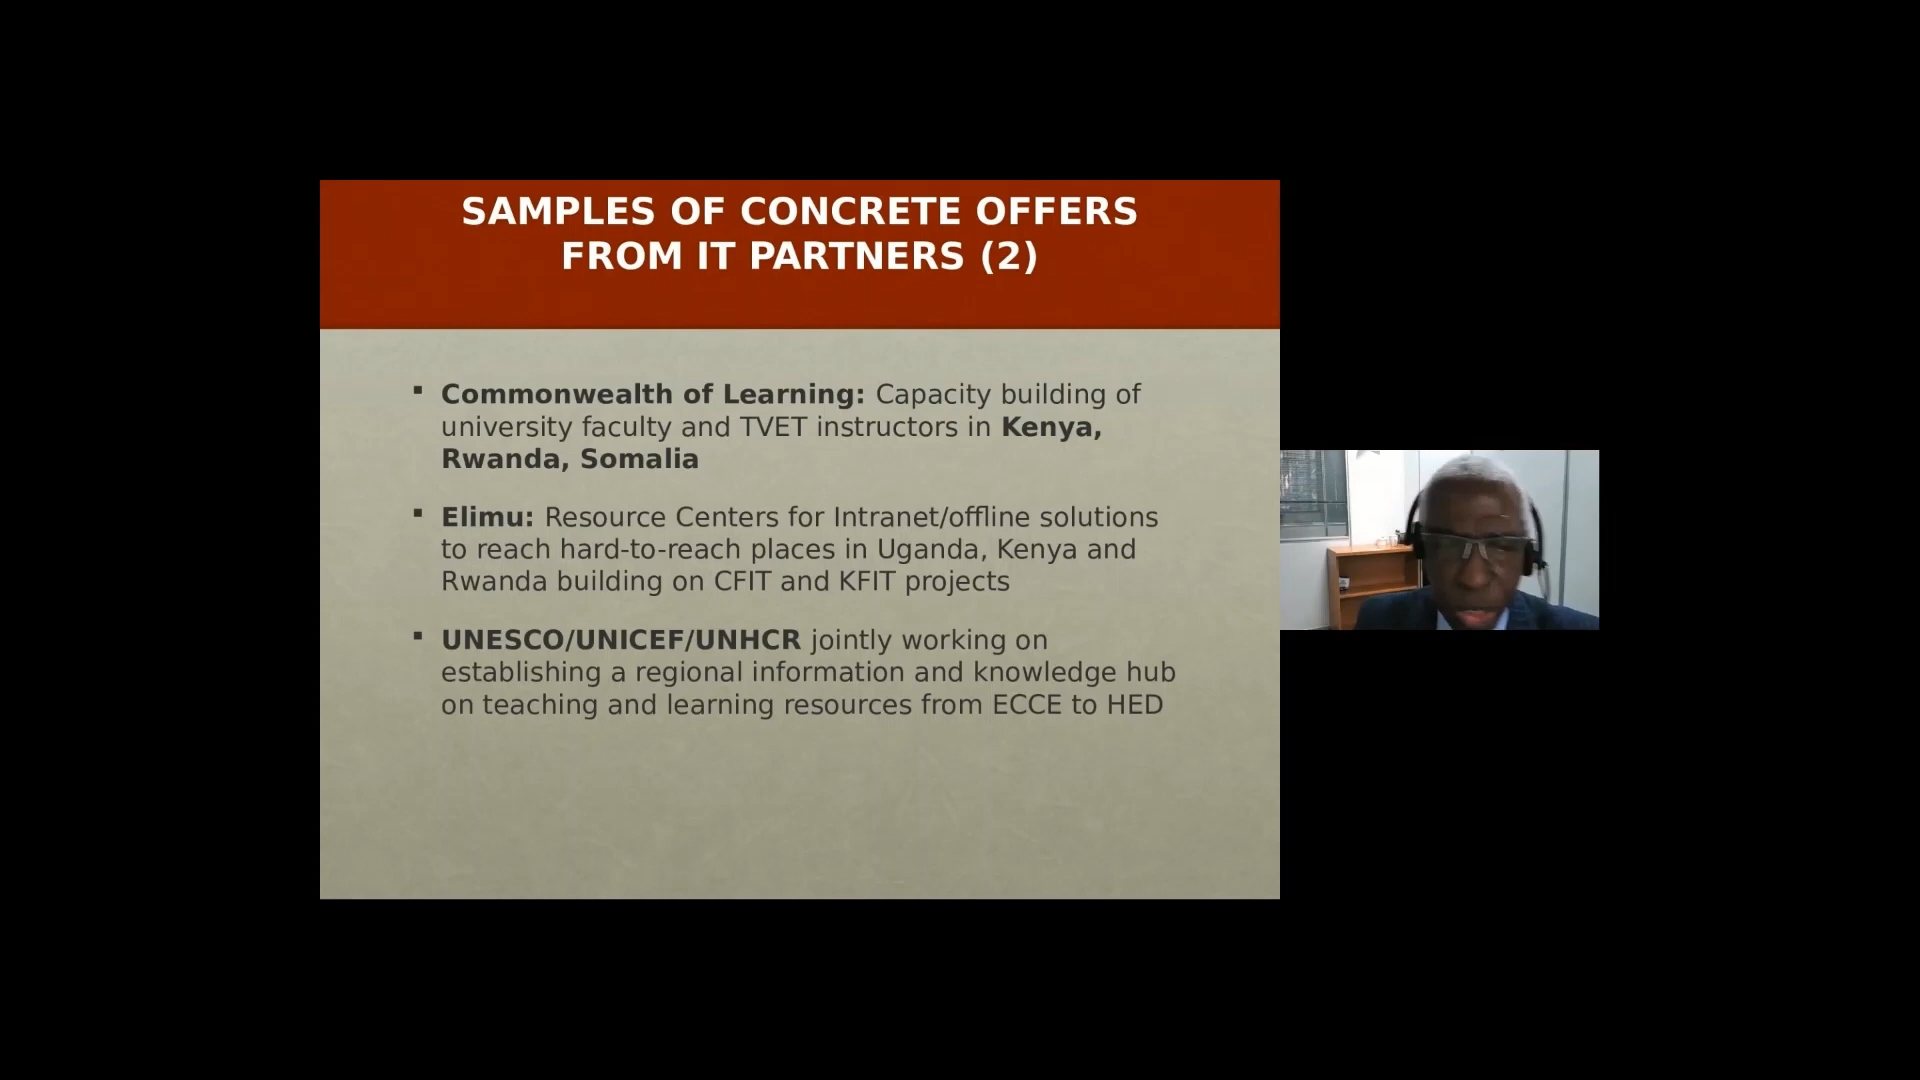 SAMPLES OF CONCRETE OFFERS
FROM IT PARTNERS (2)
▪ Commonwealth of Learning: Capacity building of
university faculty and TVET instructors in Kenya,
Rwanda, Somalia
▪ Elimu: Resource Centers for Intranet/offline solutions
to reach hard-to-reach places in Uganda, Kenya and
Rwanda building on CFIT and KFIT projects
▪ UNESCO/UNICEF/UNHCR jointly working on
establishing a regional information and knowledge hub
on teaching and learning resources from ECCE to HED